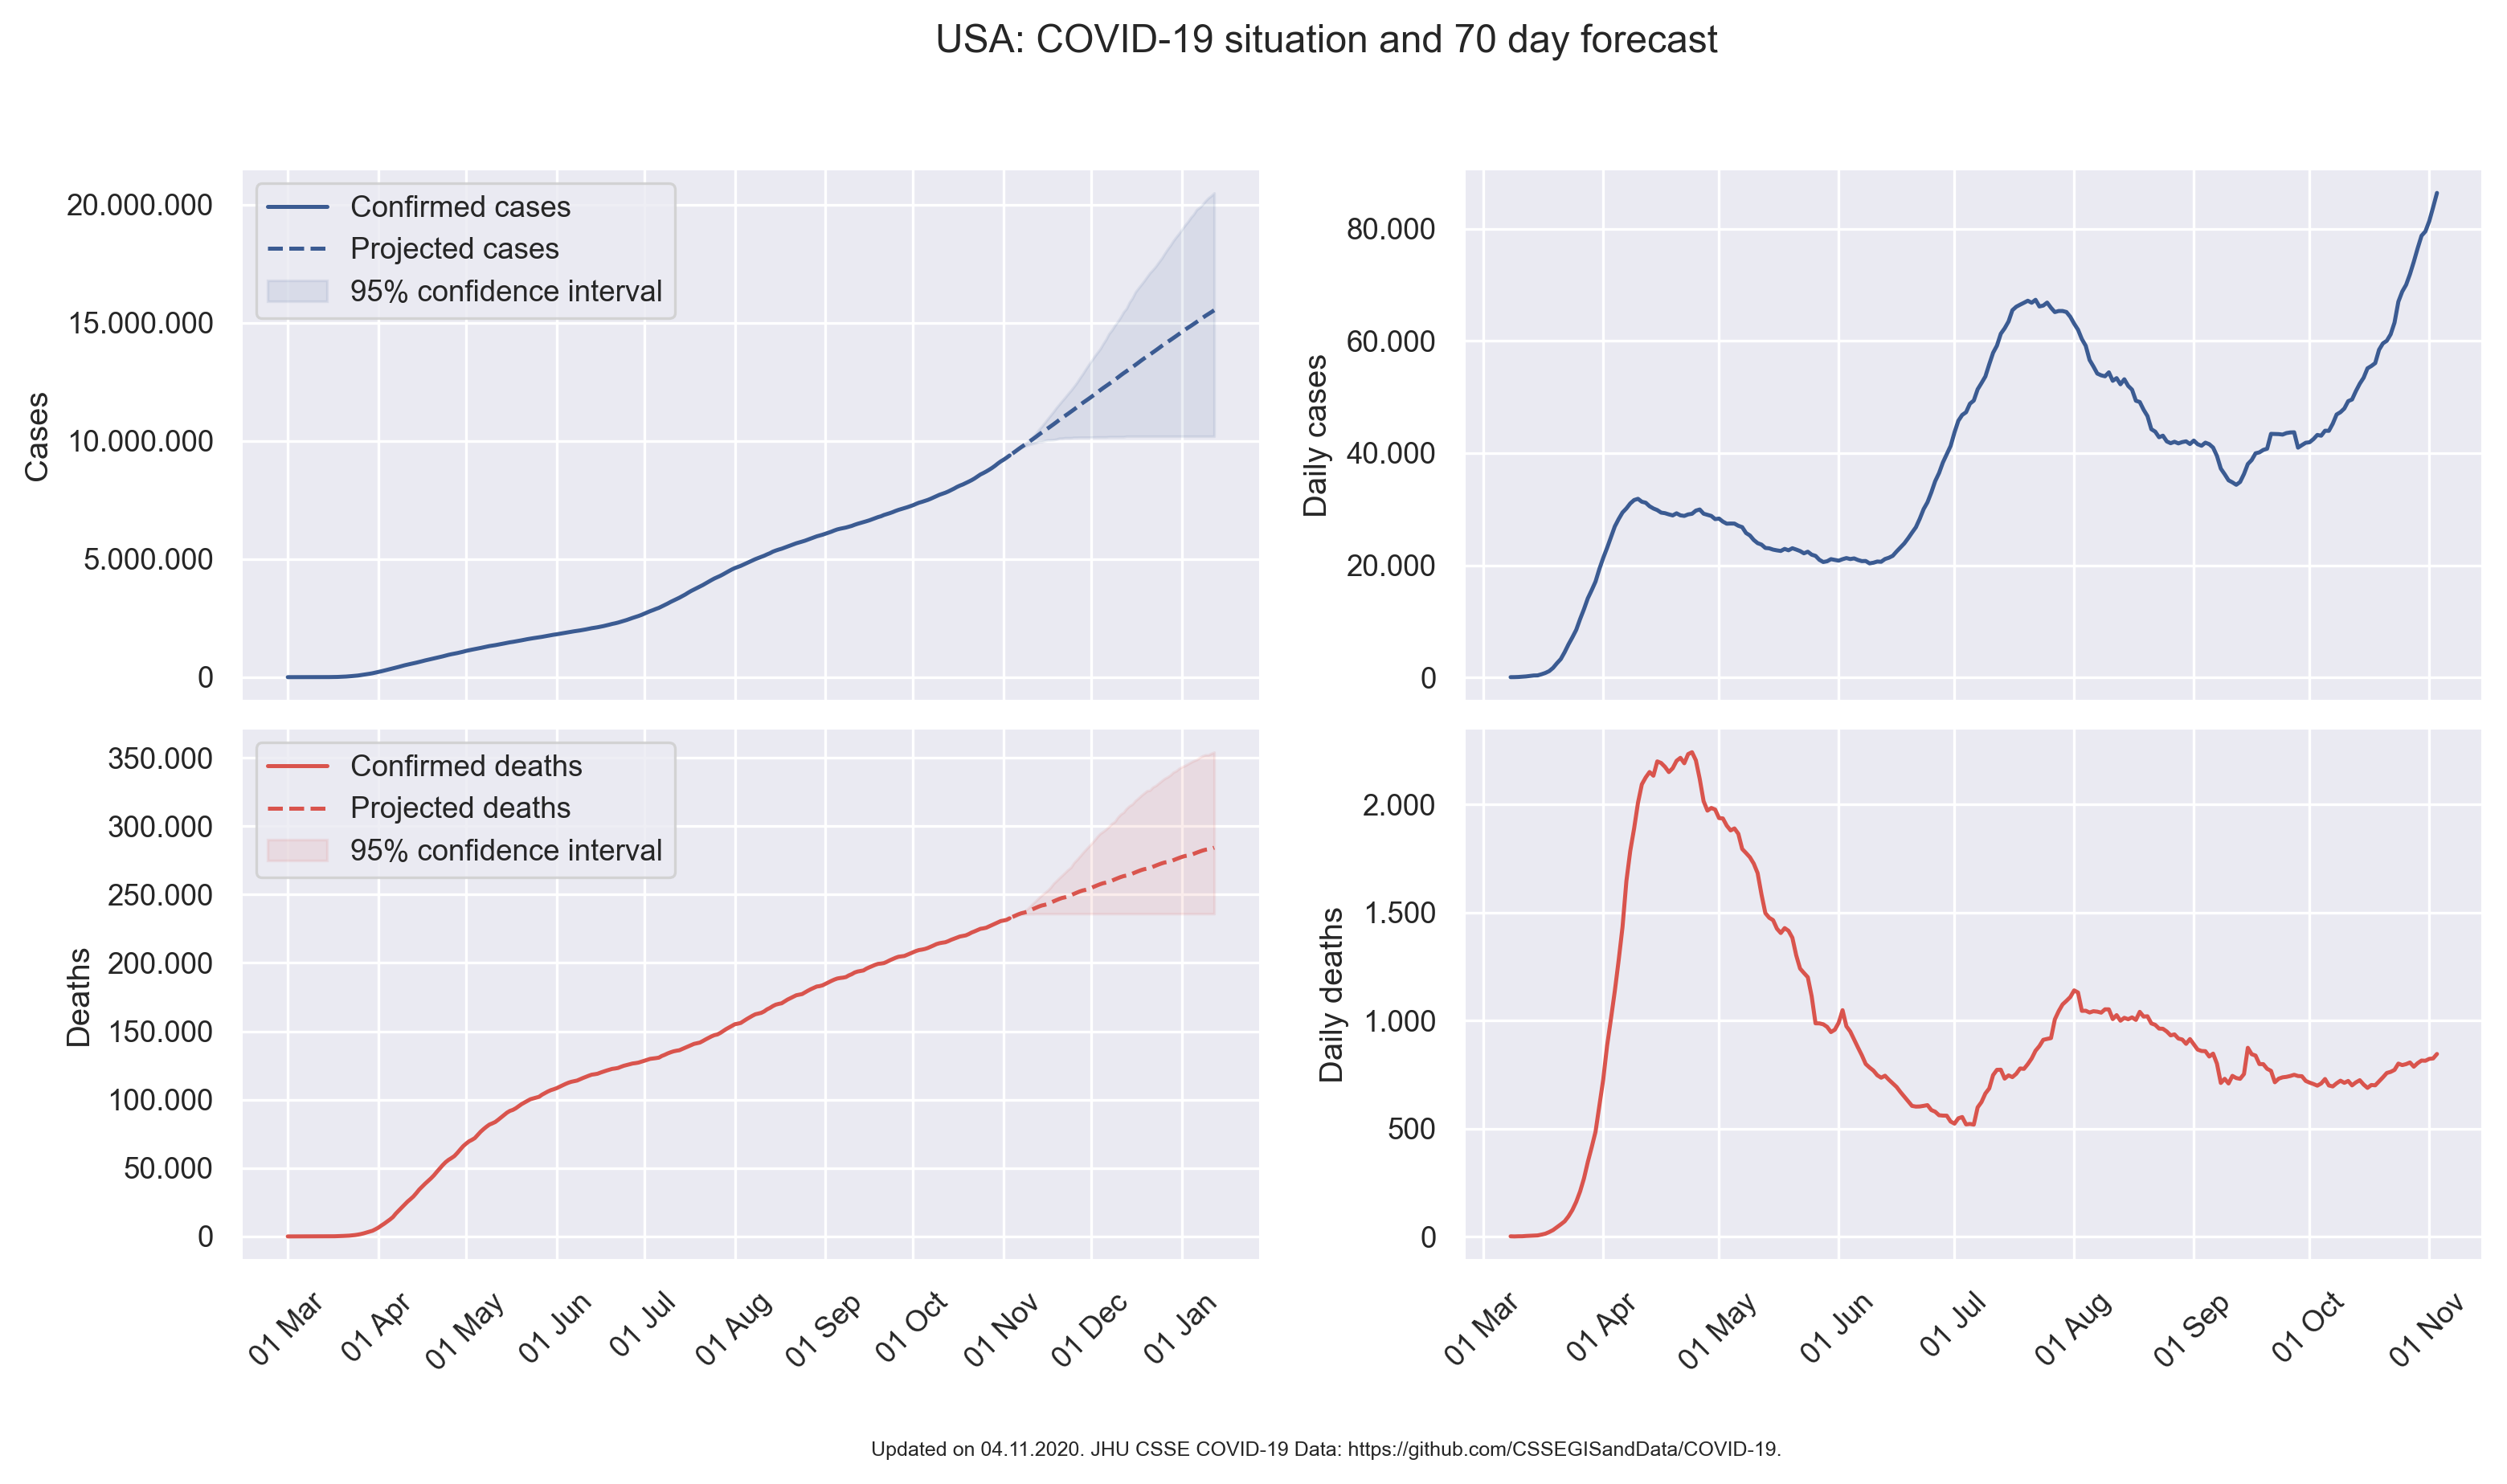 USA: COVID-19 situation and 70 day forecast
Cases
20.000.000
15.000.000
10.000.000
5.000.000
0
Confirmed cases
Projected cases
95% confidence interval
Daily cases
80.000
60.000
40.000
20.000
0
Deaths
350.000
300.000
250.000
200.000
150.000
100.000
50.000
0
Confirmed deaths
Projected deaths
95% confidence interval
01 Mar
01 Apr
01 May
01 Jun
01 Jul
01 Aug
01 Sep
01 Oct
01 Nov
01 Dec
01 Jan
Daily deaths
2.000
1.500
1.000
500
0
01 Mar
01 Apr
01 May
01 Jun
01 Jul
01 Aug
01 Sep
01 Oct
01 Nov
Updated on 04.11.2020. JHU CSSE COVID-19 Data: https://github.com/CSSEGISandData/COVID-19.